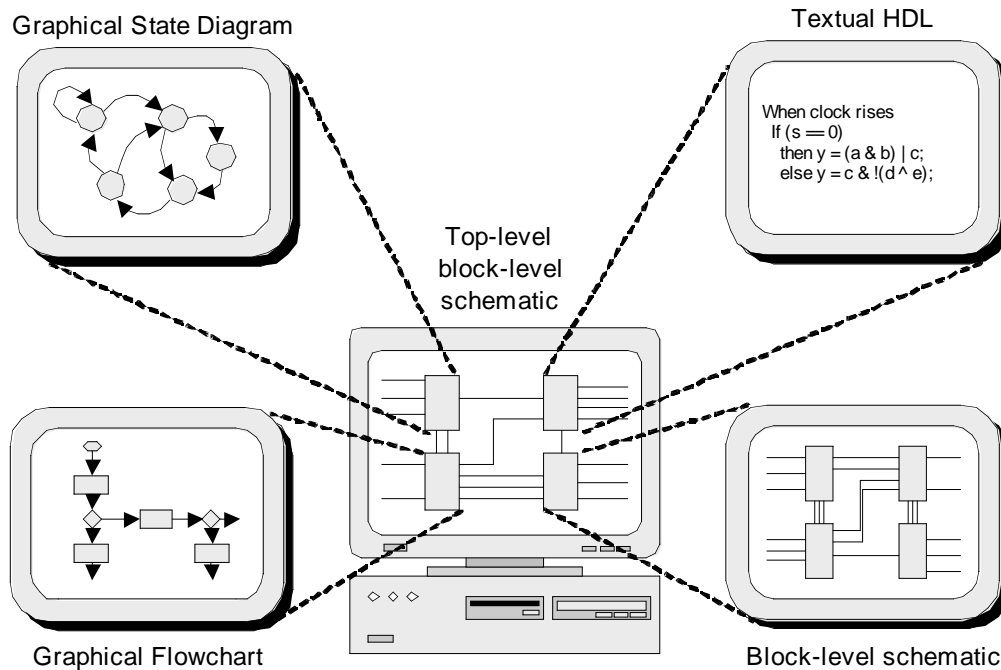 Graphical State Diagram
Textual HDL
When clock rises
If (s == 0)
then y = (a & b) | c;
else y = c & !(d ^ e);
Top-level
block-level
schematic
Graphical Flowchart
Block-level schematic